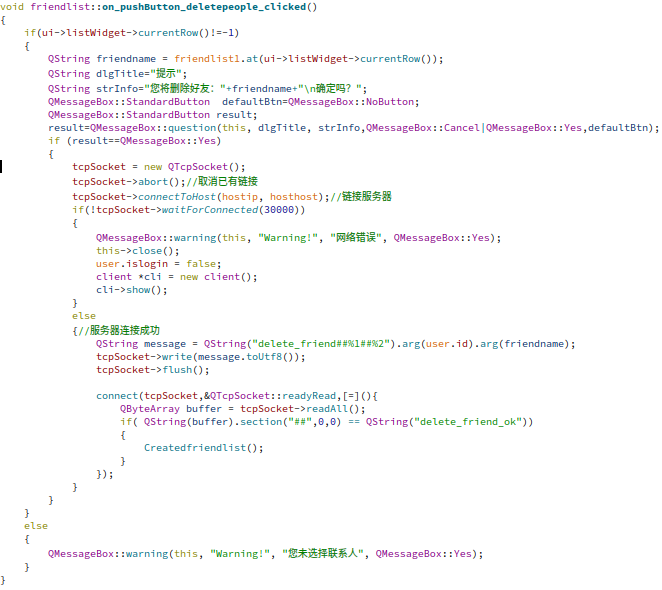 void friendlist::on_pushButton_deletepeople_clicked()
{
    if(ui->listWidget->currentRow()!=-1)
    {
        QString friendname = friendlist1.at(ui->listWidget->currentRow());
        QString dlgTitle="提示";
        QString strInfo="您将删除好友："+friendname+"\n确定吗？";
        QMessageBox::StandardButton  defaultBtn=QMessageBox::NoButton;
        QMessageBox::StandardButton result;
        result=QMessageBox::question(this, dlgTitle, strInfo,QMessageBox::Cancel|QMessageBox::Yes,defaultBtn);
        if (result==QMessageBox::Yes)
        {
            tcpSocket = new QTcpSocket();
            tcpSocket->abort();//取消已有链接
            tcpSocket->connectToHost(hostip, hosthost);//链接服务器
            if(!tcpSocket->waitForConnected(30000))
            {
                QMessageBox::warning(this, "Warning!", "网络错误", QMessageBox::Yes);
                this->close();
                user.islogin = false;
                client *cli = new client();
                cli->show();
            }
            else
            {//服务器连接成功
                QString message = QString("delete_friend##%1##%2").arg(user.id).arg(friendname);
                tcpSocket->write(message.toUtf8());
                tcpSocket->flush();

                connect(tcpSocket,&QTcpSocket::readyRead,[=](){
                    QByteArray buffer = tcpSocket->readAll();
                    if( QString(buffer).section("##",0,0) == QString("delete_friend_ok"))
                    {
                        Createdfriendlist();
                    }
                });
            }
        }
    }
    else
    {
        QMessageBox::warning(this, "Warning!", "您未选择联系人", QMessageBox::Yes);
    }
}